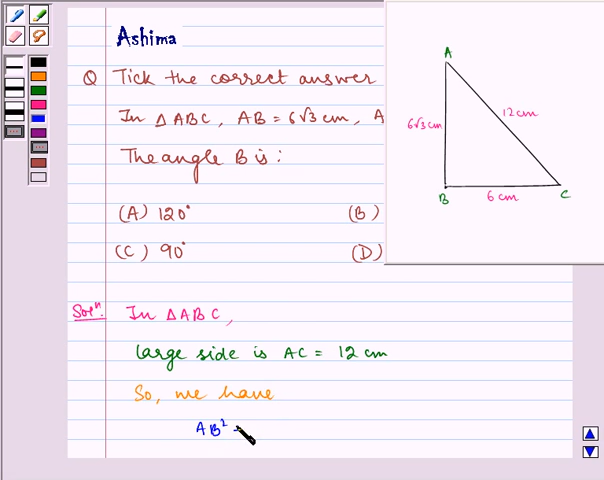 Ashima
Q Tick the correct answer
In △ABC, AB = 6√3 cm, A
The angle B is :
(A) 120° (B)
(C) 90° (D)
A
6√3 cm
12 cm
B
6 cm
C
Solⁿ. In △ABC,
large side is AC = 12 cm
So, we have
AB²